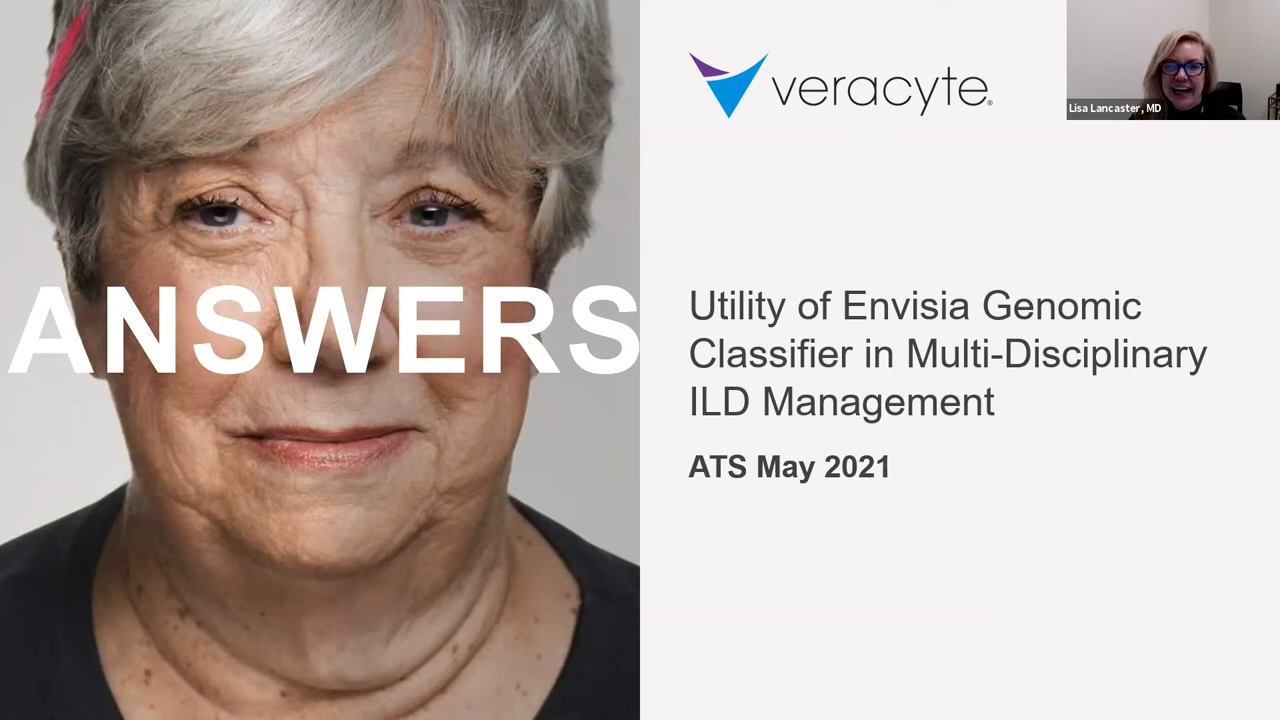 ANSWERS
veracyte®
Lisa Lancaster, MD
Utility of Envisia Genomic
Classifier in Multi-Disciplinary
ILD Management
ATS May 2021